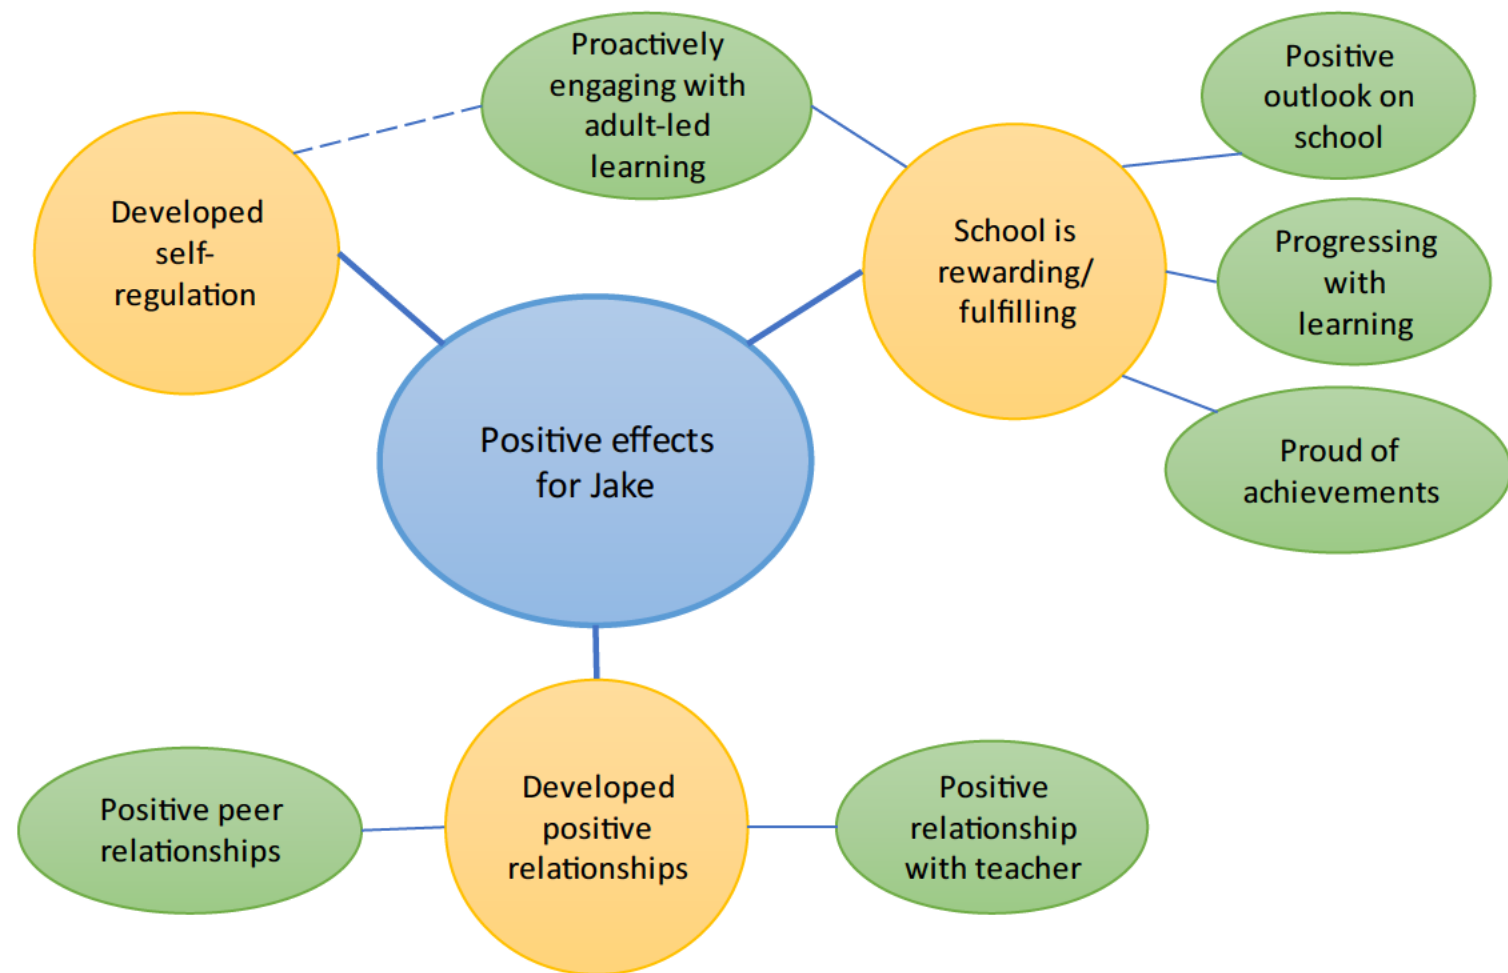 Proactively
engaging with
adult-led
learning
Positive
outlook on
school
Developed
self-
regulation
School is
rewarding/
fulfilling
Progressing
with
learning
Positive effects
for Jake
Proud of
achievements
Positive peer
relationships
Developed
positive
relationships
Positive
relationship
with teacher